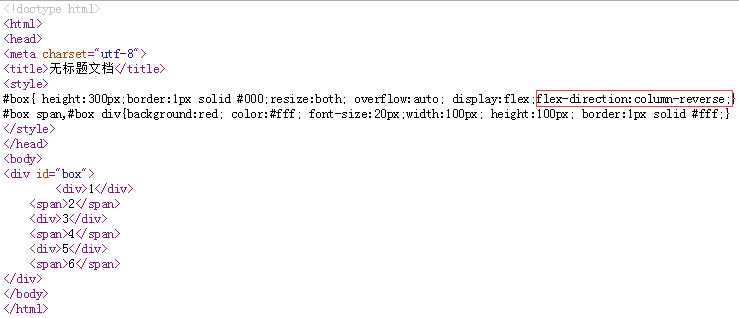 <!doctype html>
<html>
<head>
<meta charset="utf-8">
<title>无标题文档</title>
<style>
#box{ height:300px;border:1px solid #000;resize:both; overflow:auto; display:flex;flex-direction:column-reverse;}
#box span,#box div{background:red; color:#fff; font-size:20px;width:100px; height:100px; border:1px solid #fff;}
</style>
</head>
<body>
<div id="box">
<div>1</div>
<span>2</span>
<div>3</div>
<span>4</span>
<div>5</div>
<span>6</span>
</div>
</body>
</html>